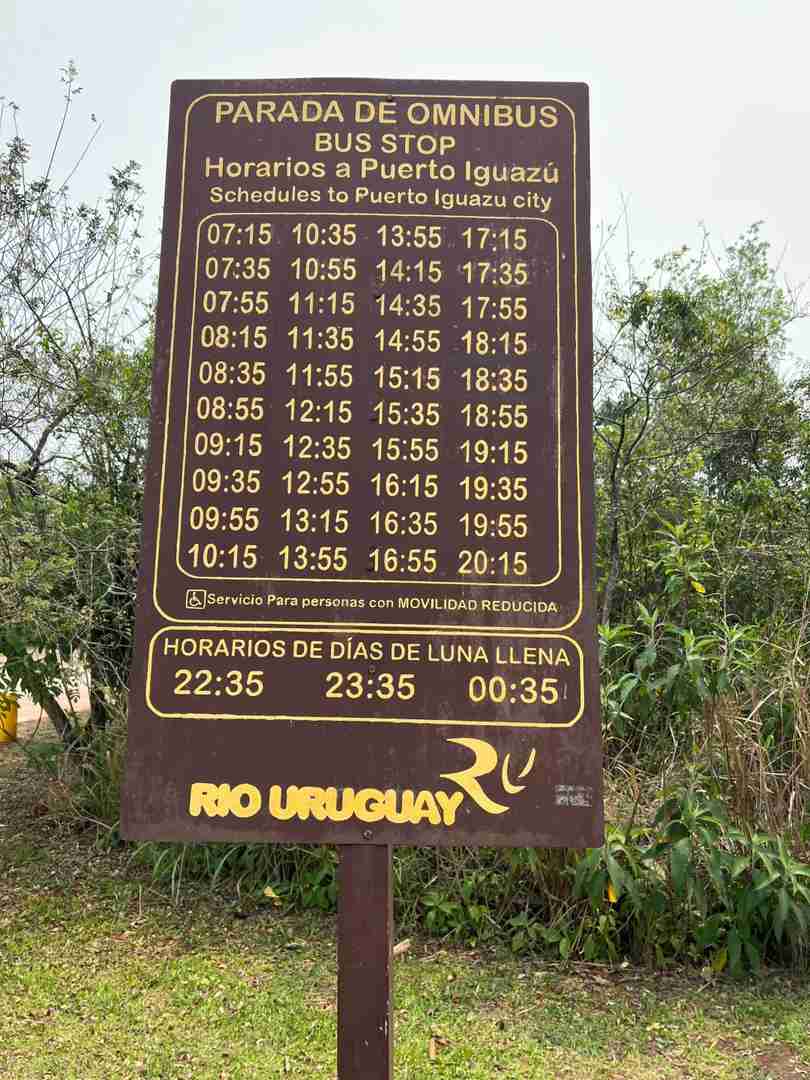 PARADA DE OMNIBUS
BUS STOP
Horarios a Puerto Iguazú
Schedules to Puerto Iguazu city
07:15 10:35 13:55 17:15
07:35 10:55 14:15 17:35
07:55 11:15 14:35 17:55
08:15 11:35 14:55 18:15
08:35 11:55 15:15 18:35
08:55 12:15 15:35 18:55
09:15 12:35 15:55 19:15
09:35 12:55 16:15 19:35
09:55 13:15 16:35 19:55
10:15 13:55 16:55 20:15
Servicio Para personas con MOVILIDAD REDUCIDA
HORARIOS DE DÍAS DE LUNA LLENA
22:35 23:35 00:35
RIO URUGUAY RU